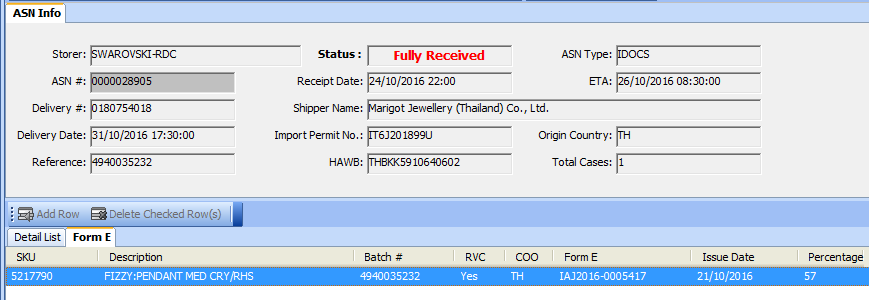 ASN Info
Storer: SWAROVSKI-RDC Status : Fully Received ASN Type: IDOCS
ASN #: 0000028905 Receipt Date: 24/10/2016 22:00 ETA: 26/10/2016 08:30:00
Delivery #: 0180754018 Shipper Name: Marigot Jewellery (Thailand) Co., Ltd.
Delivery Date: 31/10/2016 17:30:00 Import Permit No.: IT6J201899U Origin Country: TH
Reference: 4940035232 HAWB: THBKK5910640602 Total Cases: 1
Add Row Delete Checked Row(s)
Detail List Form E
SKU Description Batch # RVC COO Form E Issue Date Percentage
5217790 FIZZY:PENDANT MED CRY/RHS 4940035232 Yes TH IAJ2016-0005417 21/10/2016 57